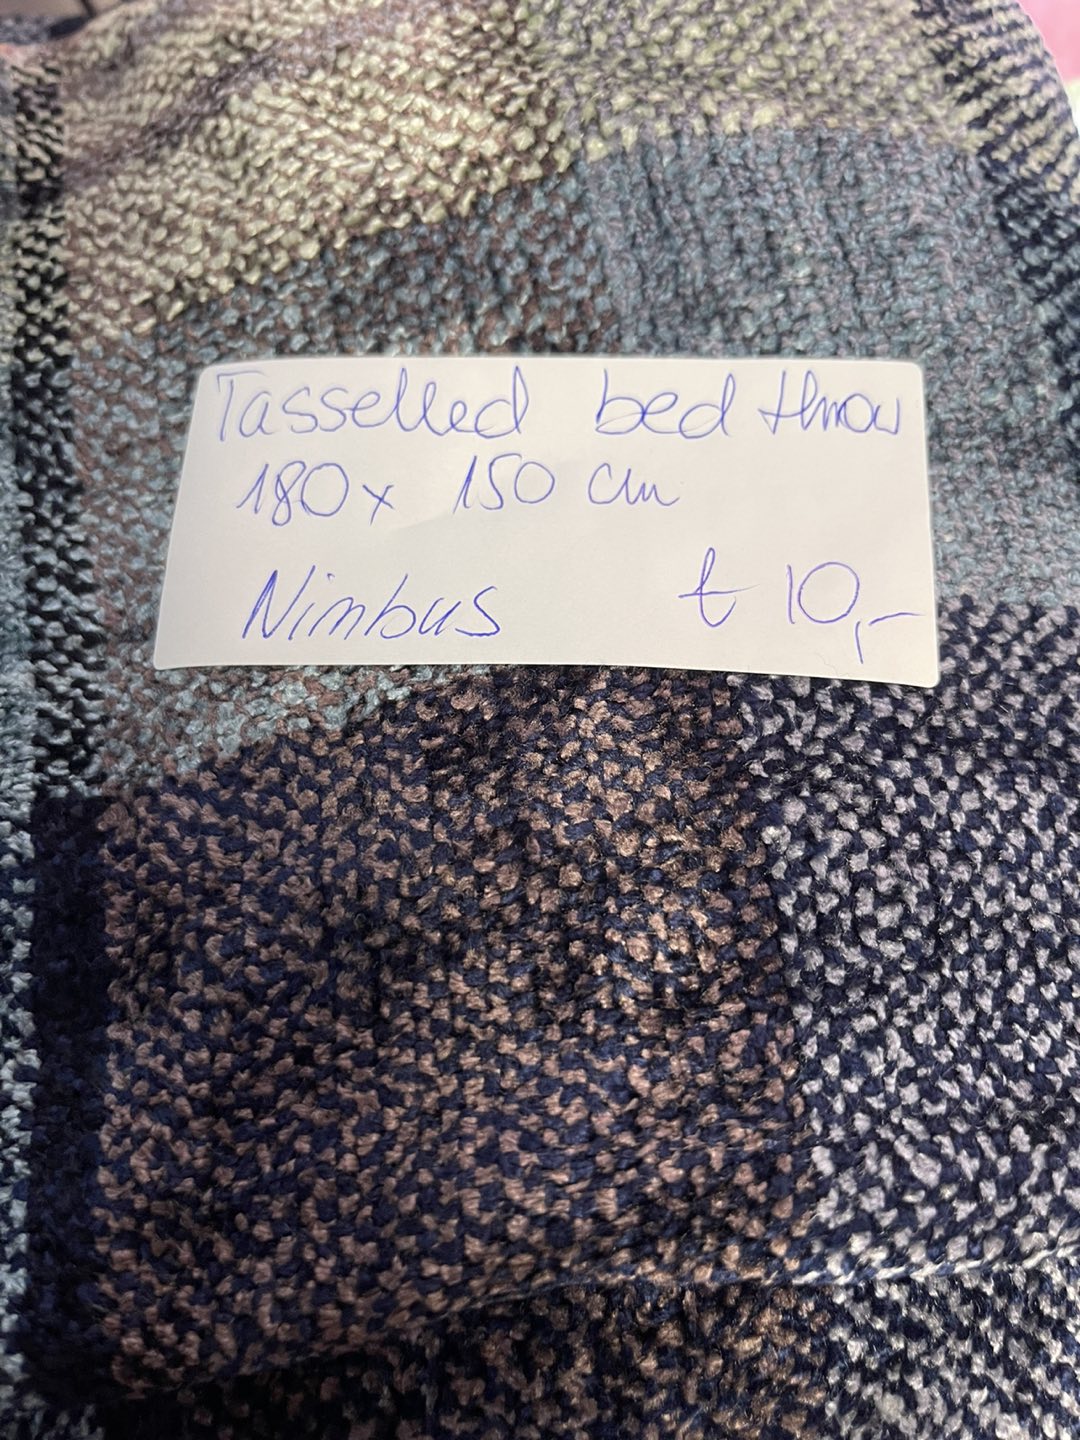 Tasselled bed throw
180 x 150 cm
Nimbus £ 10,-